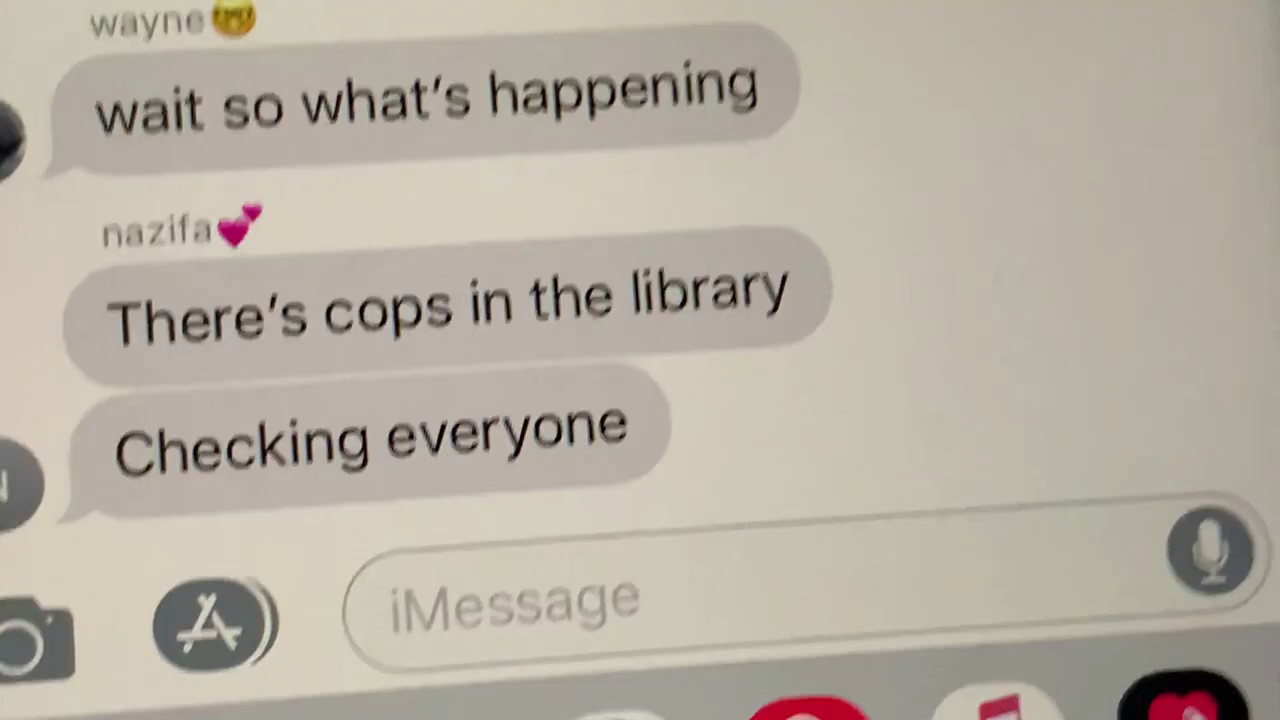 wayne🤓
wait so what's happening
nazifa💕
There's cops in the library
Checking everyone
iMessage